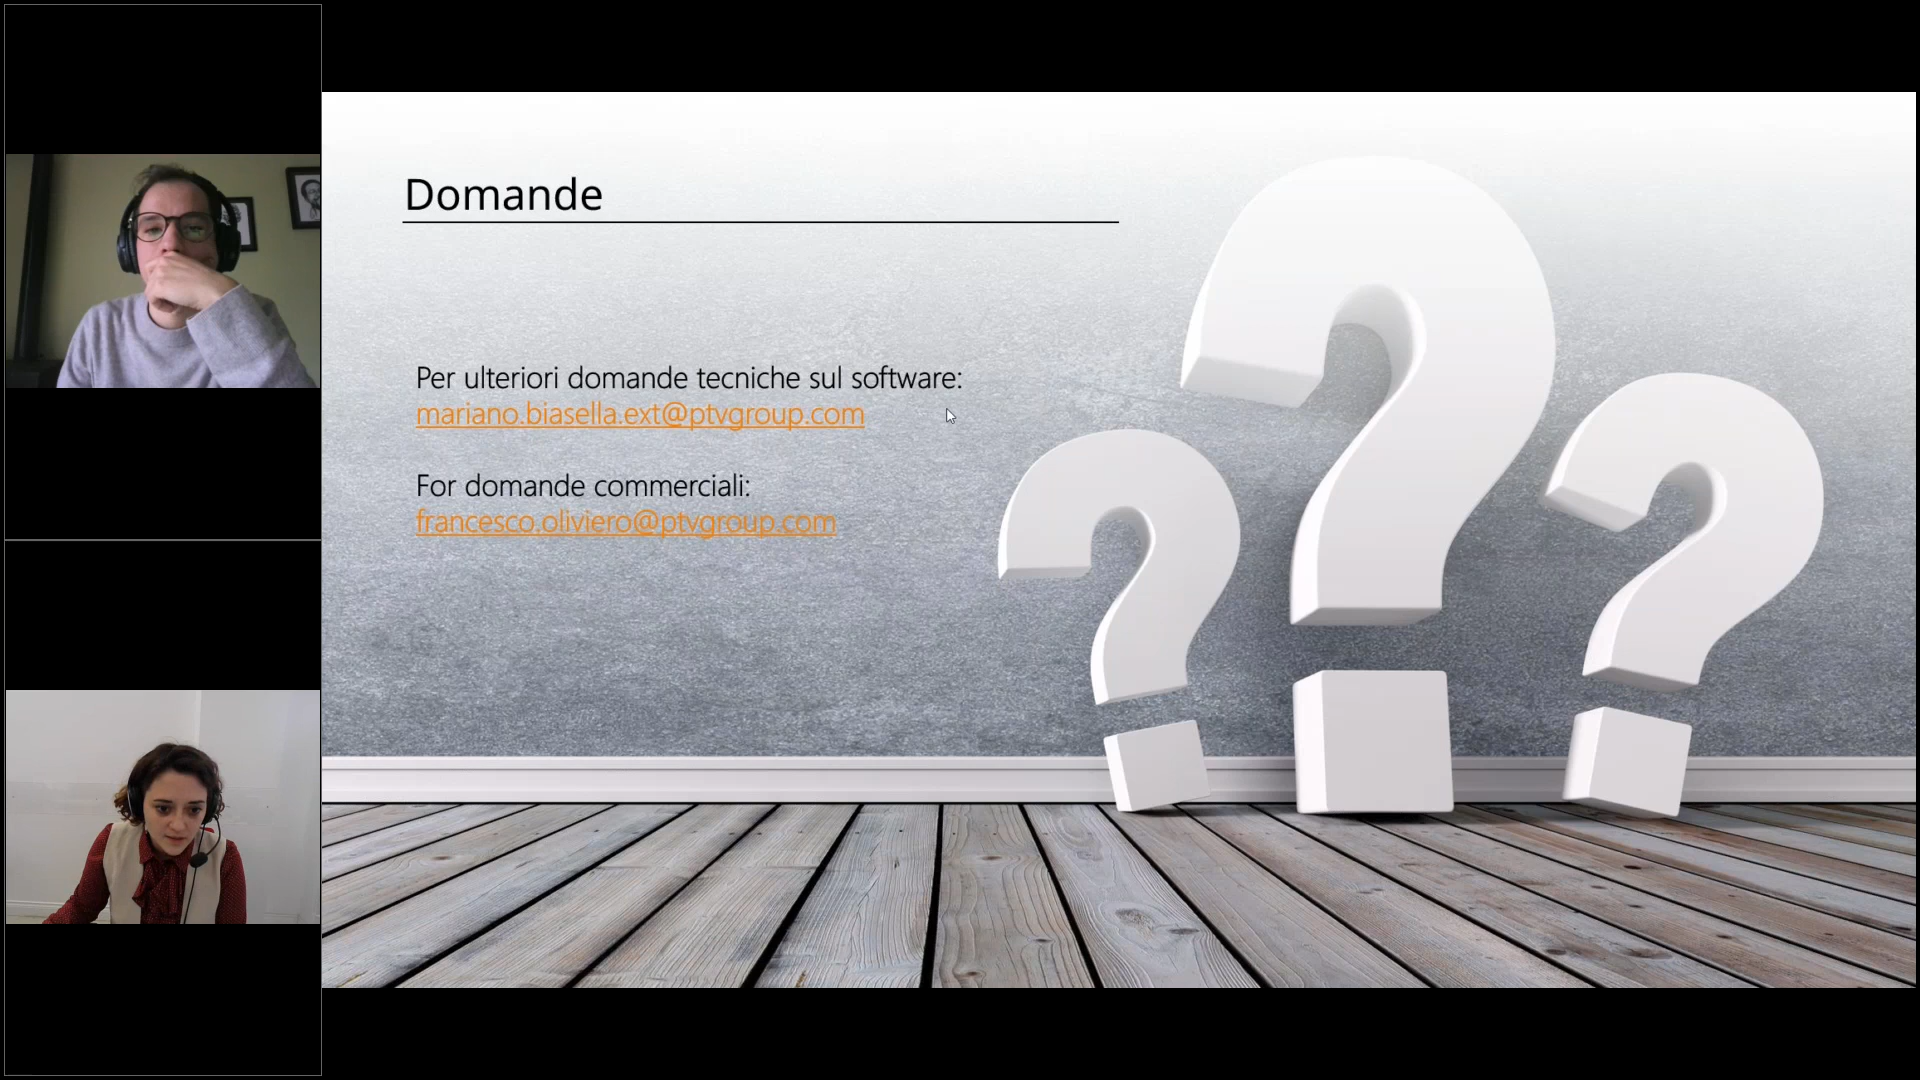 Domande
Per ulteriori domande tecniche sul software:
mariano.biasella.ext@ptvgroup.com
For domande commerciali:
francesco.oliviero@ptvgroup.com